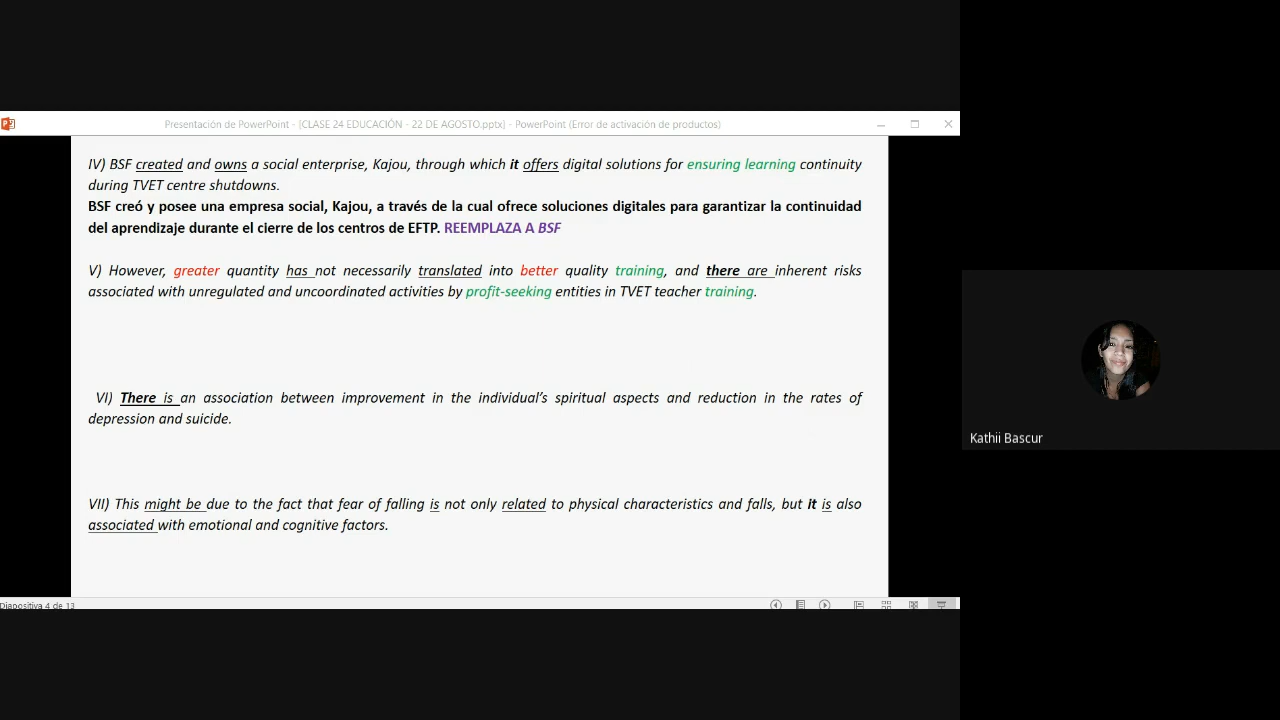 Presentación de PowerPoint - [CLASE 24 EDUCACIÓN - 22 DE AGOSTO.pptx] - PowerPoint (Error de activación de productos)
IV) BSF created and owns a social enterprise, Kajou, through which it offers digital solutions for ensuring learning continuity
during TVET centre shutdowns.
BSF creó y posee una empresa social, Kajou, a través de la cual ofrece soluciones digitales para garantizar la continuidad
del aprendizaje durante el cierre de los centros de EFTP. REEMPLAZA A BSF
V) However, greater quantity has not necessarily translated into better quality training, and there are inherent risks
associated with unregulated and uncoordinated activities by profit-seeking entities in TVET teacher training.
VI) There is an association between improvement in the individual's spiritual aspects and reduction in the rates of
depression and suicide.
VII) This might be due to the fact that fear of falling is not only related to physical characteristics and falls, but it is also
associated with emotional and cognitive factors.
Diapositiva 4 de 13
Kathii Bascur